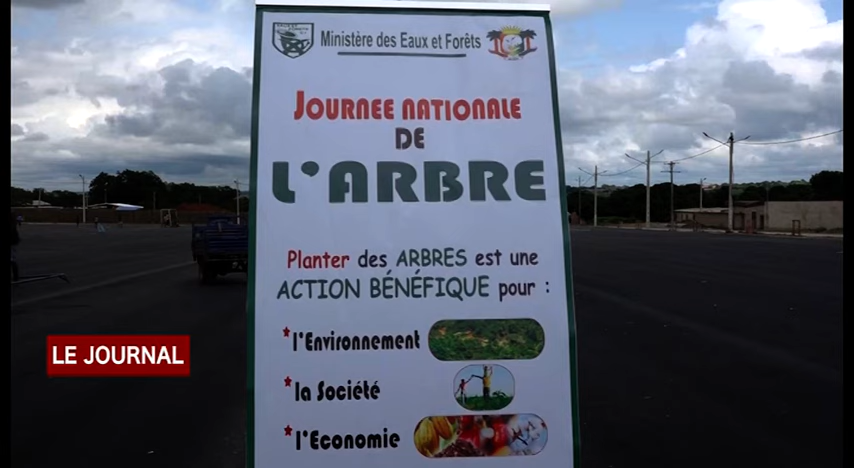 Ministère des Eaux et Forêts
JOURNEE NATIONALE
DE
L'ARBRE
Planter des ARBRES est une
ACTION BÉNÉFIQUE pour :
* l'Environnement
LE JOURNAL
* la Société
* l'Economie